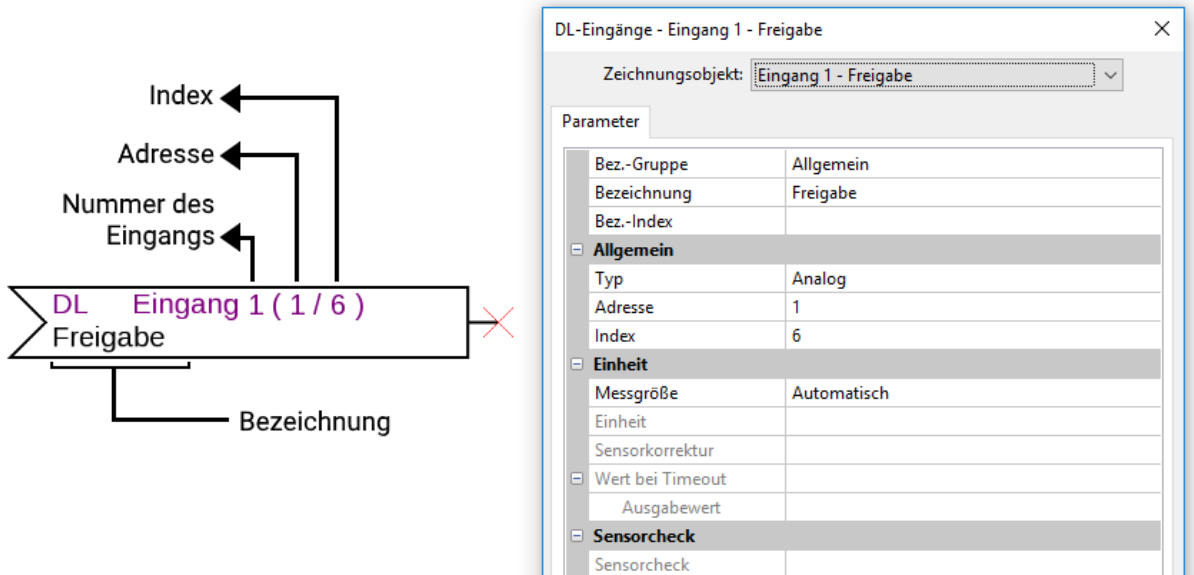 Index
Adresse
Nummer des
Eingangs
DL Eingang 1 ( 1 / 6 )
Freigabe
Bezeichnung
DL-Eingänge - Eingang 1 - Freigabe
Zeichnungsobjekt: Eingang 1 - Freigabe
Parameter
Bez.-Gruppe Allgemein
Bezeichnung Freigabe
Bez.-Index
Allgemein
Typ Analog
Adresse 1
Index 6
Einheit
Messgröße Automatisch
Einheit
Sensorkorrektur
Wert bei Timeout
Ausgabewert
Sensorcheck
Sensorcheck